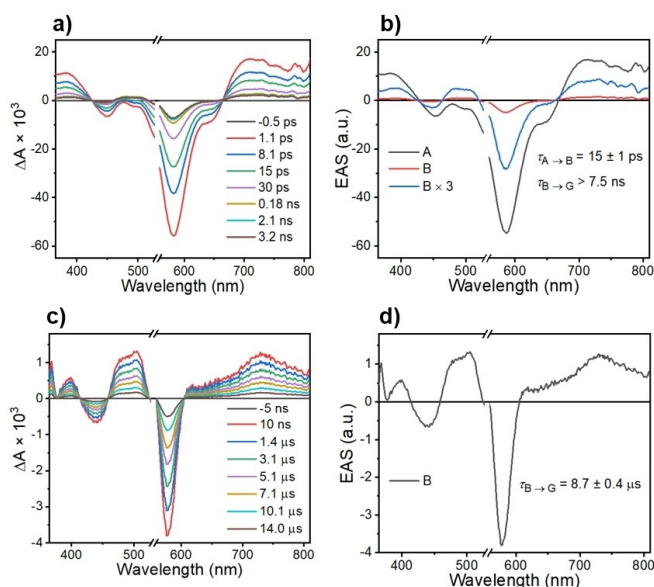 a)
b)
20
0
-20
-40
-60
ΔA × 10³
-0.5 ps
1.1 ps
8.1 ps
15 ps
30 ps
0.18 ns
2.1 ns
3.2 ns
400 500 600 700 800
Wavelength (nm)
20
0
-20
-40
-60
EAS (a.u.)
A
B
B × 3
τA→B = 15 ± 1 ps
τB→G > 7.5 ns
400 500 600 700 800
Wavelength (nm)
c)
d)
1
0
-1
-2
-3
-4
ΔA × 10³
-5 ns
10 ns
1.4 μs
3.1 μs
5.1 μs
7.1 μs
10.1 μs
14.0 μs
400 500 600 700 800
Wavelength (nm)
1
0
-1
-2
-3
-4
EAS (a.u.)
B
τB→G = 8.7 ± 0.4 μs
400 500 600 700 800
Wavelength (nm)